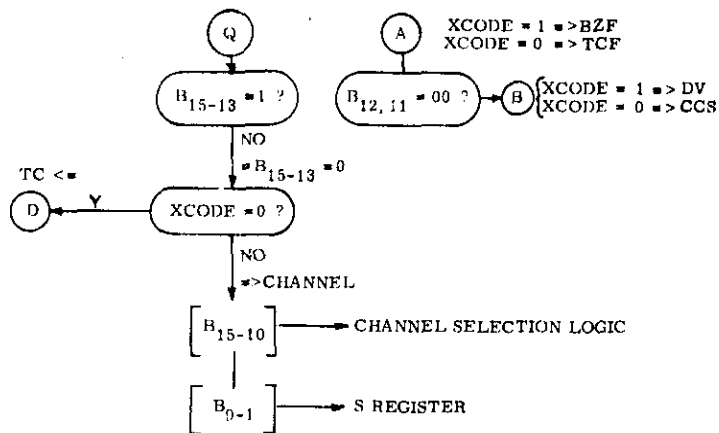 Q
A
XCODE = 1 => BZF
XCODE = 0 => TCF
B15-13 = 1 ?
B12, 11 = 00 ?
B
XCODE = 1 => DV
XCODE = 0 => CCS
NO
=B15-13 = 0
TC <=
D
Y
XCODE = 0 ?
NO
=> CHANNEL
[B15-10]
CHANNEL SELECTION LOGIC
[B9-1]
S REGISTER